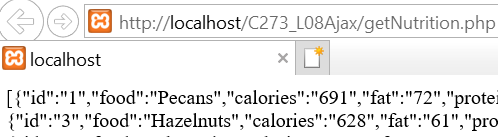 http://localhost/C273_L08Ajax/getNutrition.php
localhost
[{"id":"1","food":"Pecans","calories":"691","fat":"72","protein
{"id":"3","food":"Hazelnuts","calories":"628","fat":"61","pro